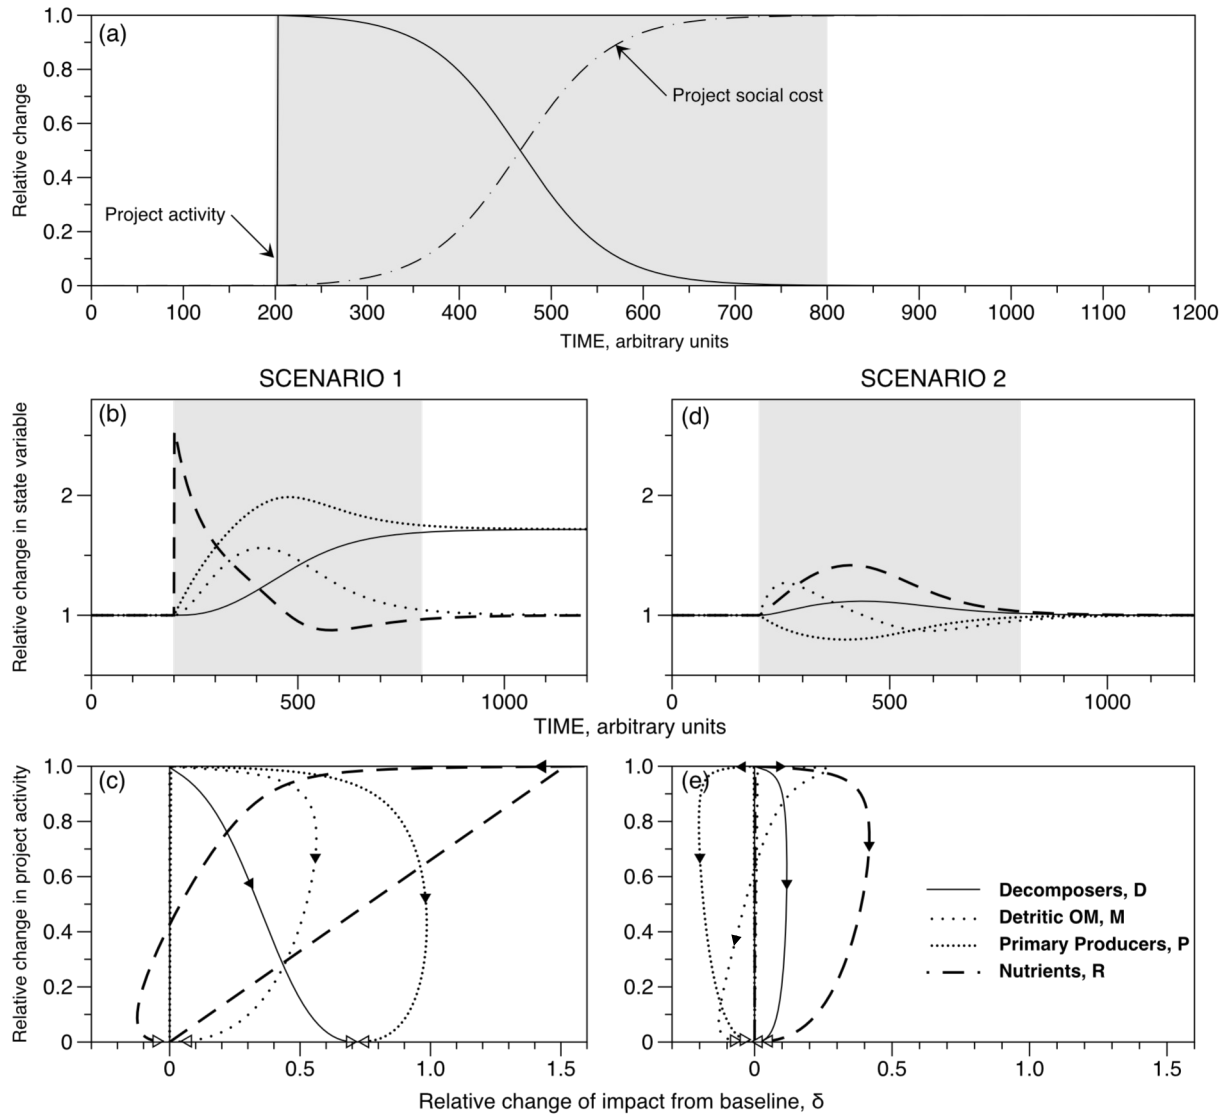 (a)
Relative change
1.0
0.8
0.6
0.4
0.2
0
Project social cost
Project activity
0 100 200 300 400 500 600 700 800 900 1000 1100 1200
TIME, arbitrary units
SCENARIO 1
SCENARIO 2
(b)
(d)
Relative change in state variable
2
1
2
1
0 500 1000
0 500 1000
TIME, arbitrary units
(c)
(e)
Relative change in project activity
1.0
0.8
0.6
0.4
0.2
0
1.0
0.8
0.6
0.4
0.2
0
Decomposers, D
Detritic OM, M
Primary Producers, P
Nutrients, R
0 0.5 1.0 1.5
0 0.5 1.0 1.5
Relative change of impact from baseline, δ